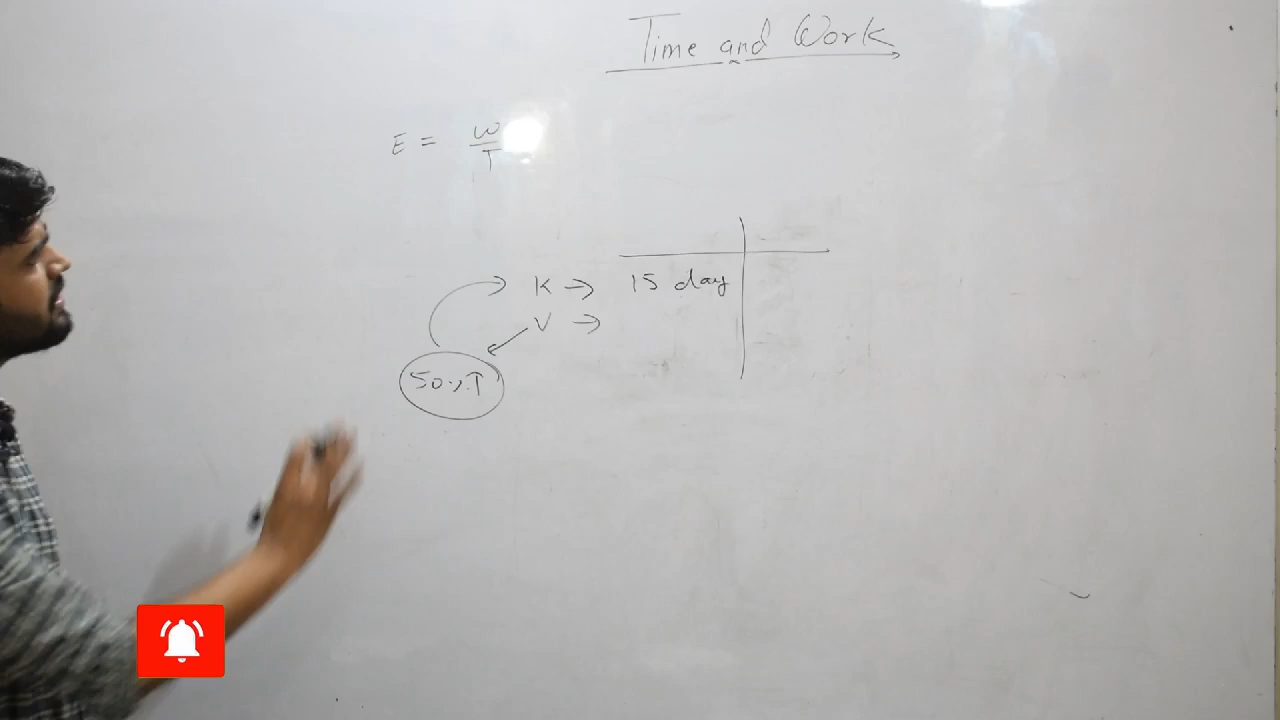 Time and Work
E = W/T
K → 15 day
V →
50%T